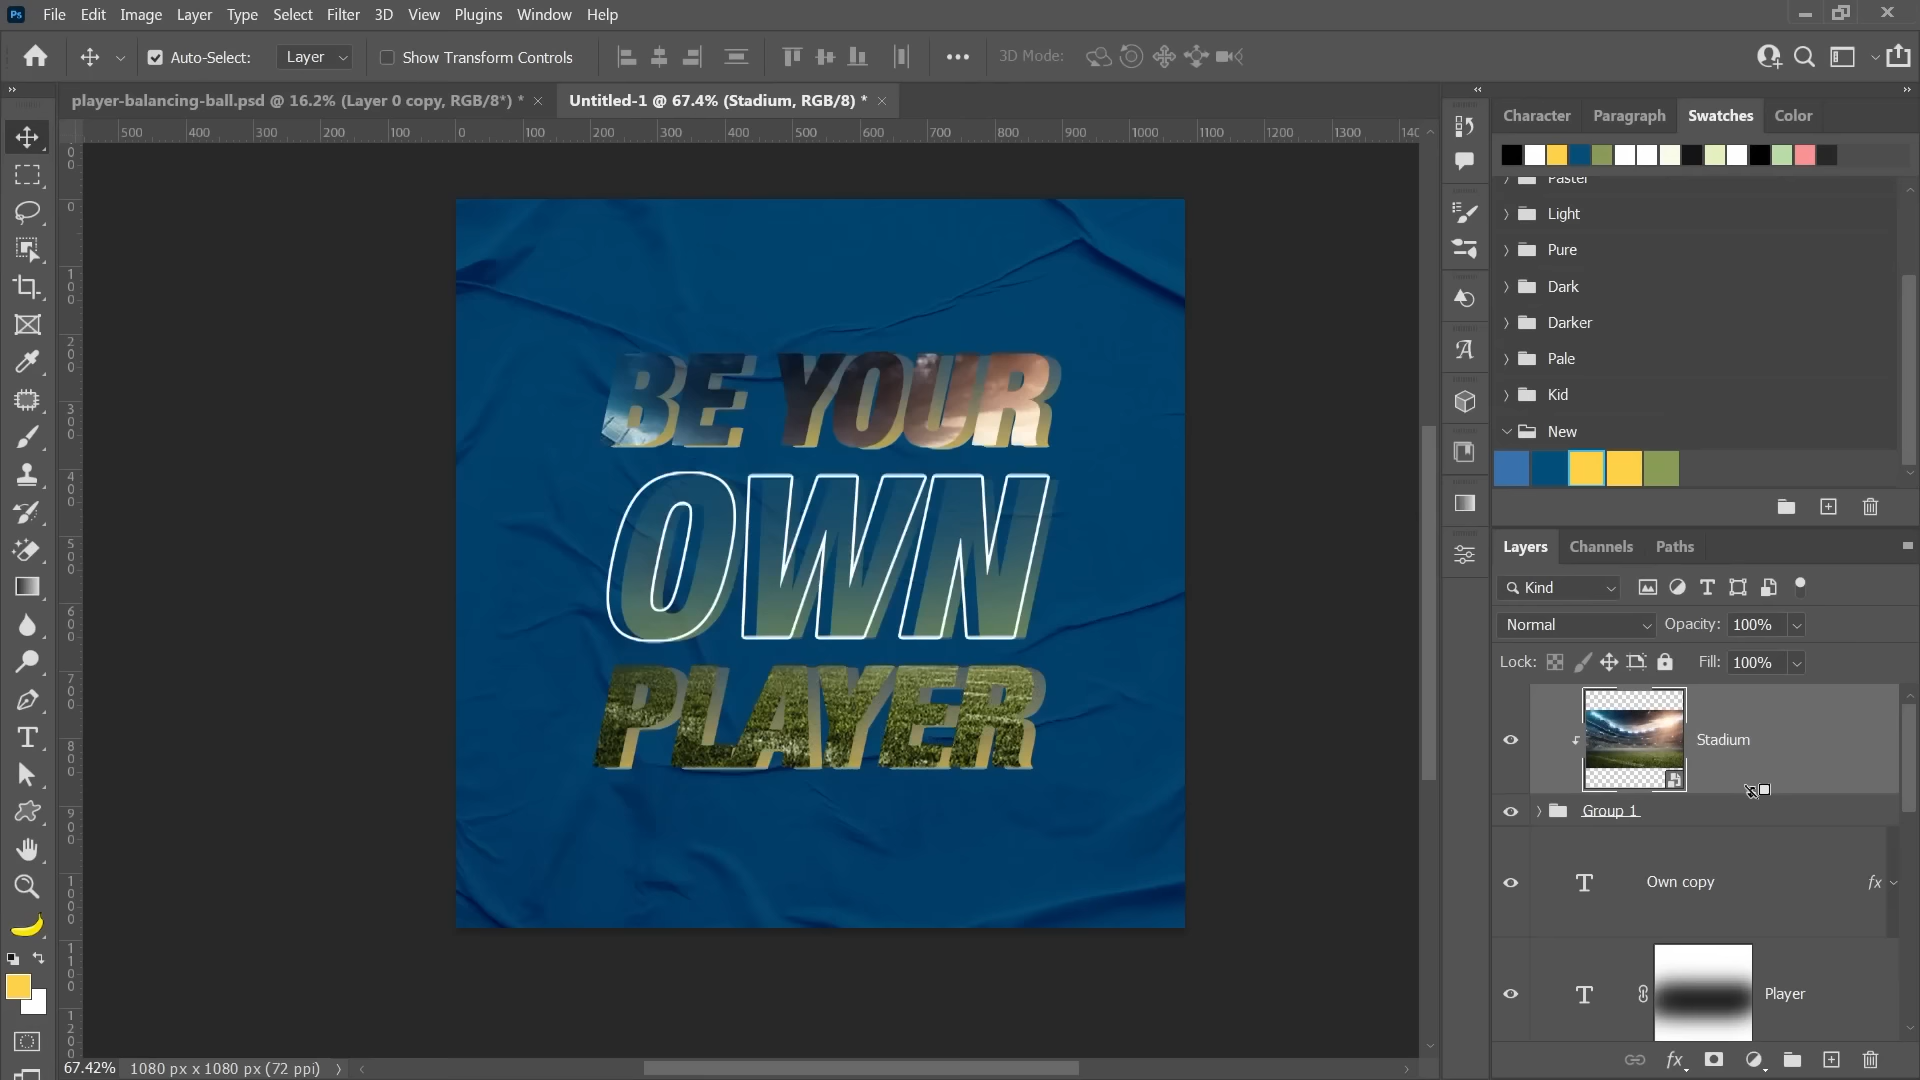 Ps File Edit Image Layer Type Select Filter 3D View Plugins Window Help
Auto-Select: Layer Show Transform Controls 3D Mode:
player-balancing-ball.psd @ 16.2% (Layer 0 copy, RGB/8*) * Untitled-1 @ 67.4% (Stadium, RGB/8) *
500 400 300 200 100 0 100 200 300 400 500 600 700 800 900 1000 1100 1200 1300 140
Character Paragraph Swatches Color
Pastel
Light
Pure
Dark
Darker
Pale
Kid
New
BE YOUR
OWN
PLAYER
Layers Channels Paths
Kind
Normal Opacity: 100%
Lock: Fill: 100%
Stadium
Group 1
Own copy fx
Player
67.42% 1080 px x 1080 px (72 ppi)
fx